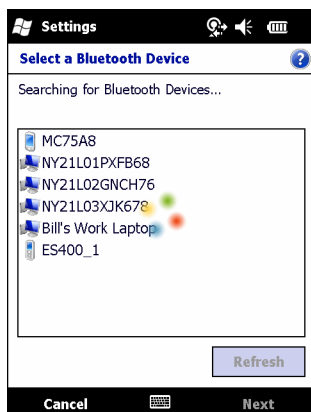 Settings
Select a Bluetooth Device
Searching for Bluetooth Devices...
MC75A8
NY21L01PXFB68
NY21L02GNCH76
NY21L03XJK678
Bill's Work Laptop
ES400_1
Refresh
Cancel Next